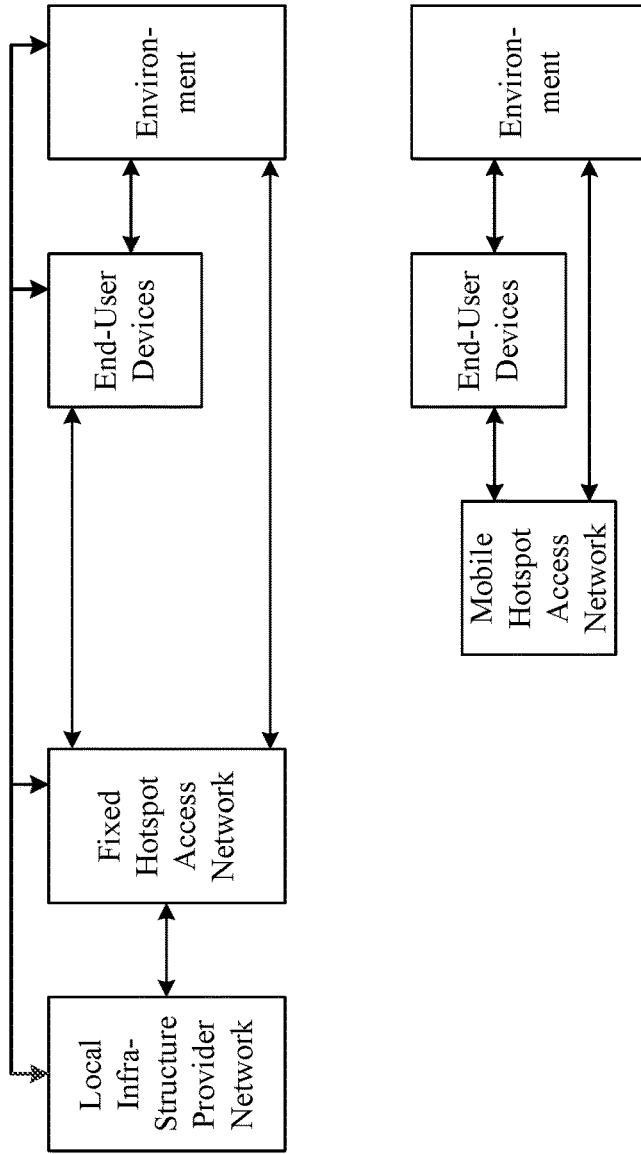 Local
Infra-
Structure
Provider
Network
Fixed
Hotspot
Access
Network
End-User
Devices
Environ-
ment
Mobile
Hotspot
Access
Network
End-User
Devices
Environ-
ment